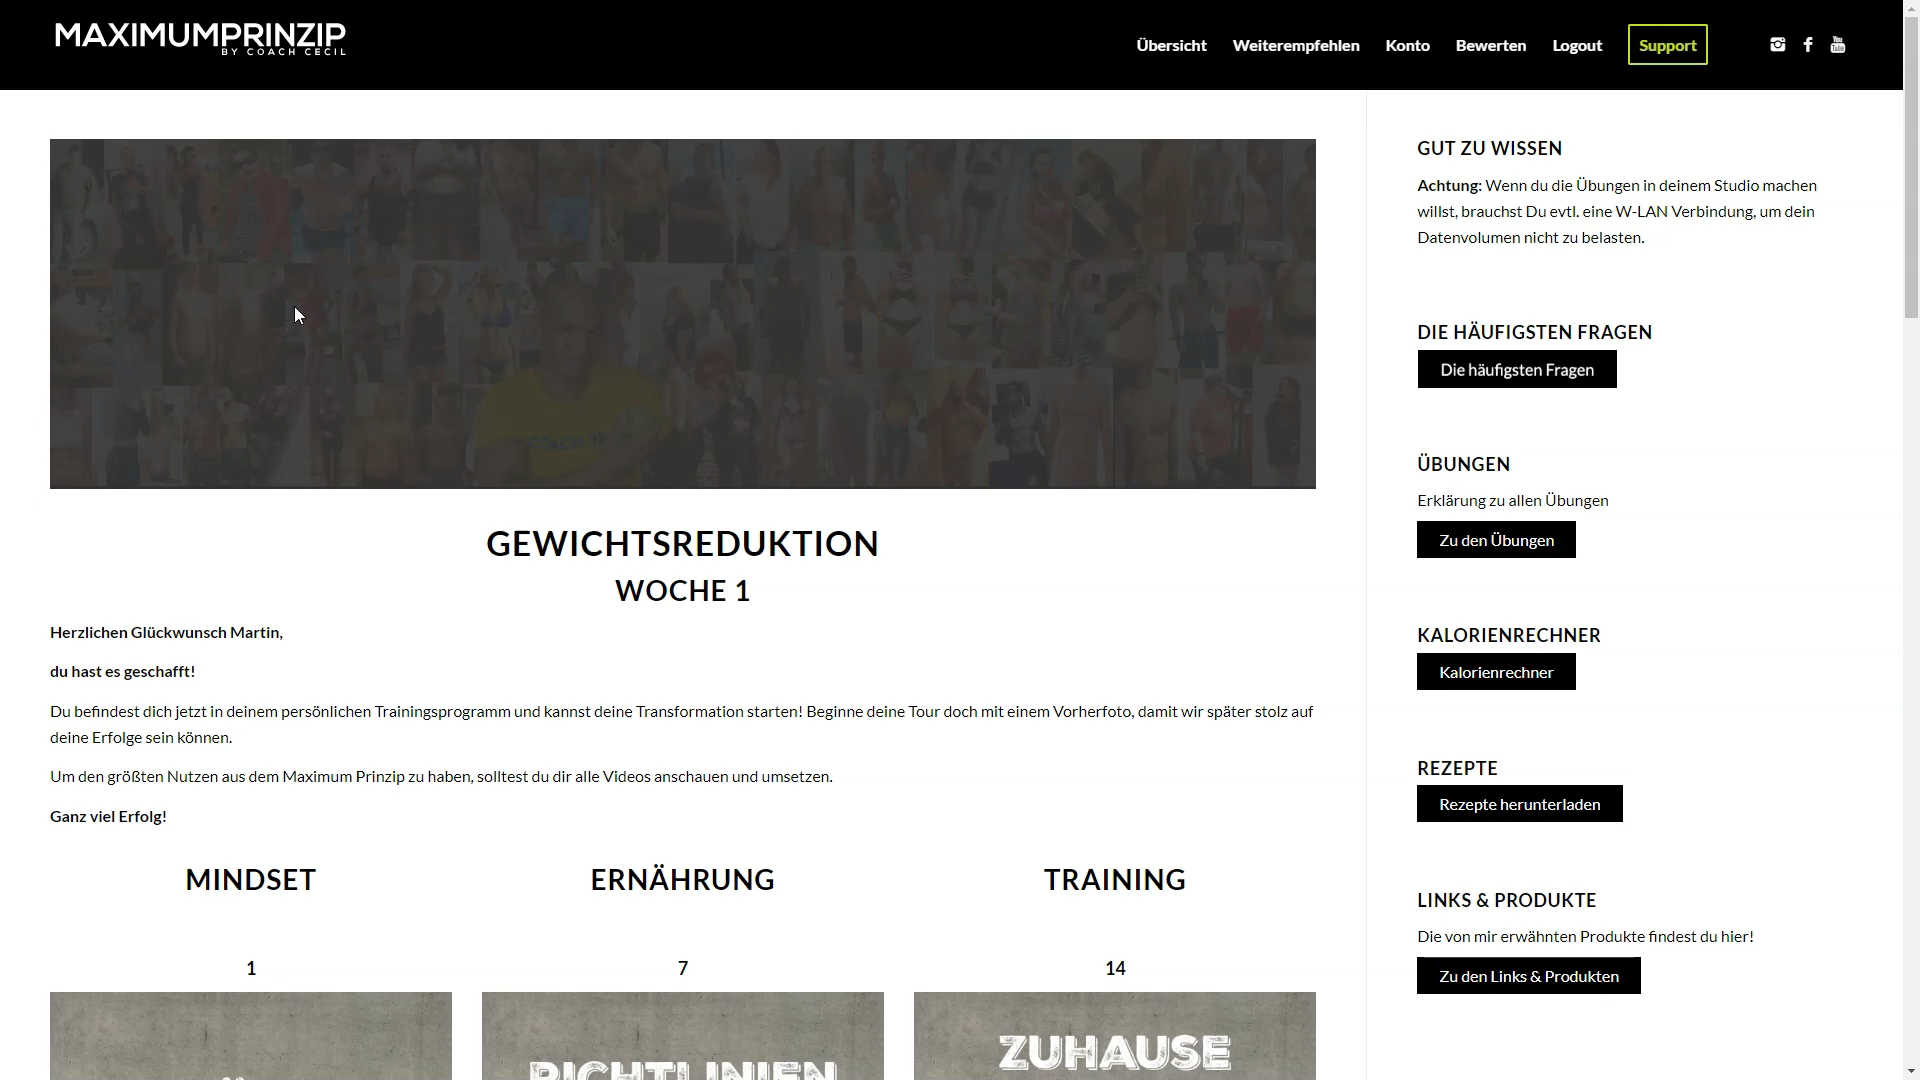 MAXIMUMPRINZIP
BY COACH CECIL
Übersicht
Weiterempfehlen
Konto
Bewerten
Logout
Support
GEWICHTSREDUKTION
WOCHE 1
Herzlichen Glückwunsch Martin,
du hast es geschafft!
Du befindest dich jetzt in deinem persönlichen Trainingsprogramm und kannst deine Transformation starten! Beginne deine Tour doch mit einem Vorherfoto, damit wir später stolz auf
deine Erfolge sein können.
Um den größten Nutzen aus dem Maximum Prinzip zu haben, solltest du dir alle Videos anschauen und umsetzen.
Ganz viel Erfolg!
MINDSET
1
ERNÄHRUNG
7
RICHTLINIEN
TRAINING
14
ZUHAUSE
GUT ZU WISSEN
Achtung: Wenn du die Übungen in deinem Studio machen
willst, brauchst Du evtl. eine W-LAN Verbindung, um dein
Datenvolumen nicht zu belasten.
DIE HÄUFIGSTEN FRAGEN
Die häufigsten Fragen
ÜBUNGEN
Erklärung zu allen Übungen
Zu den Übungen
KALORIENRECHNER
Kalorienrechner
REZEPTE
Rezepte herunterladen
LINKS & PRODUKTE
Die von mir erwähnten Produkte findest du hier!
Zu den Links & Produkten